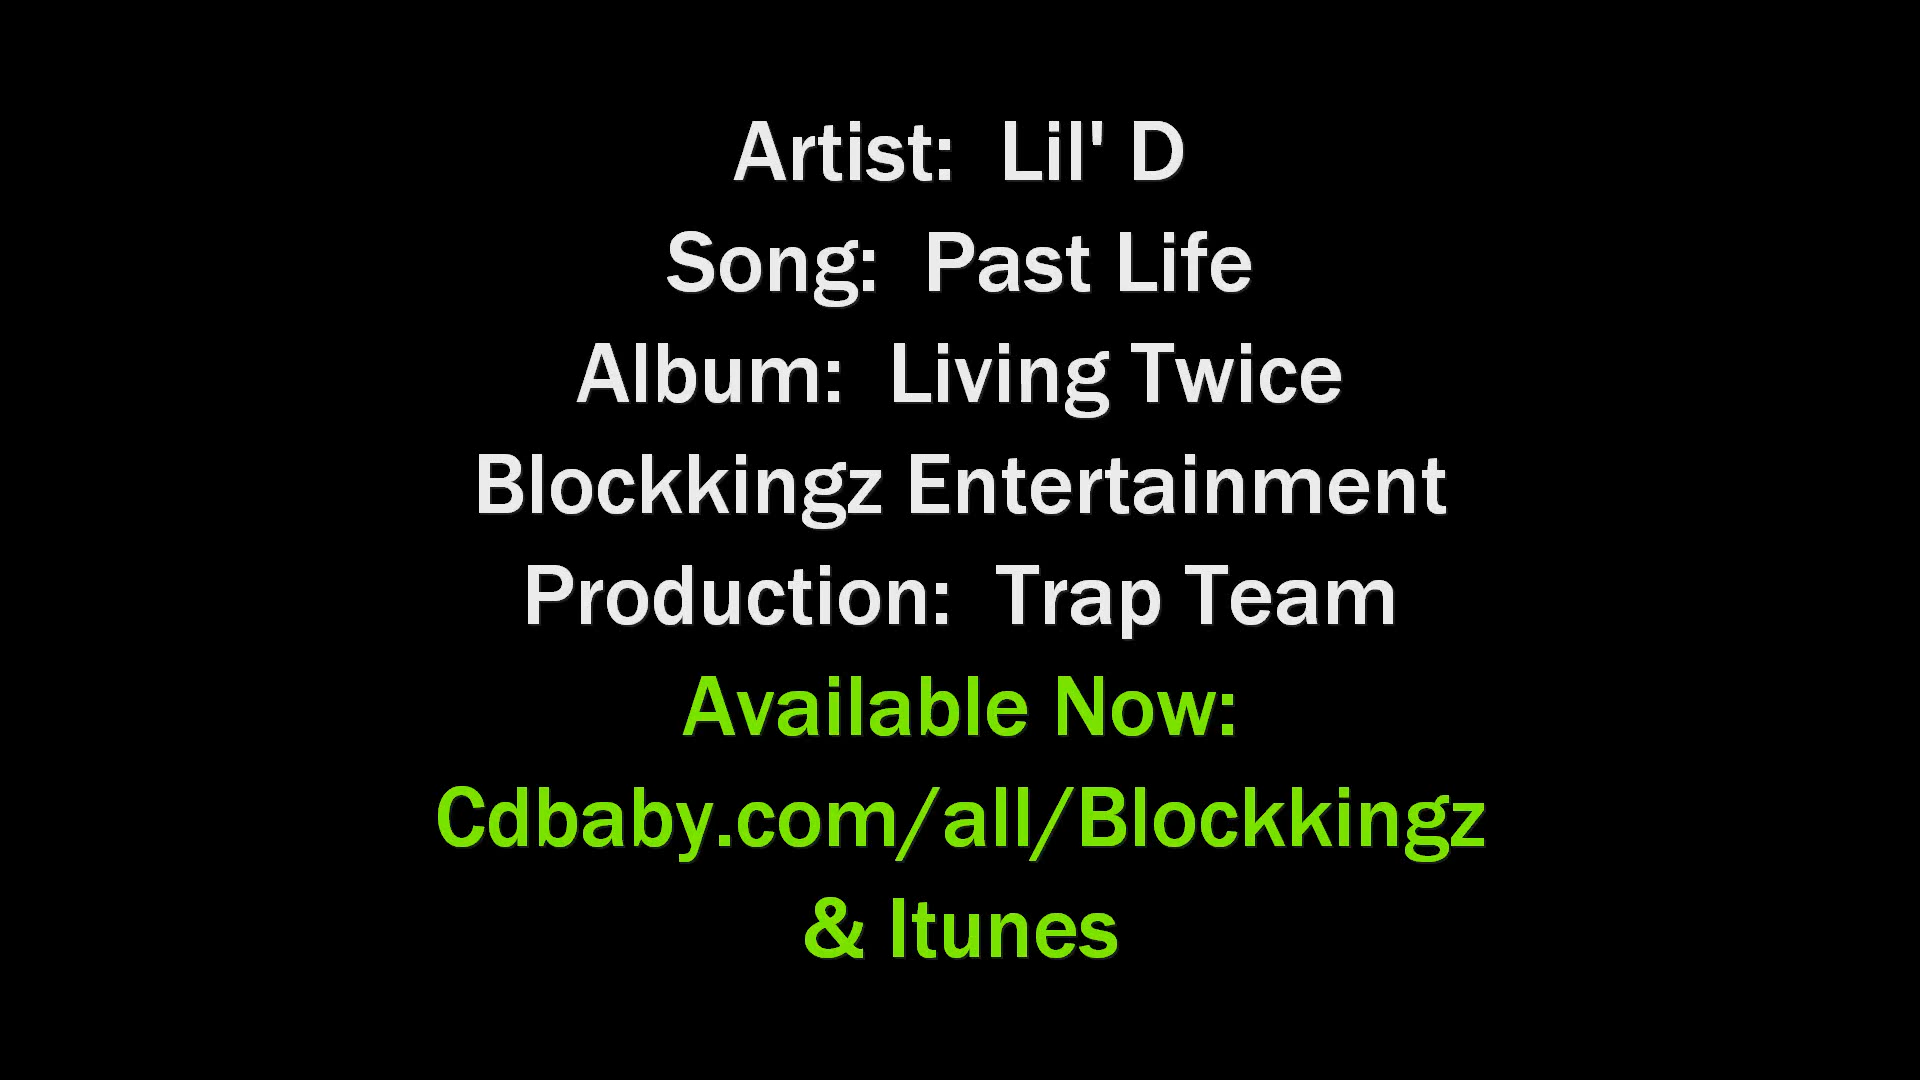 Artist:  Lil' D
Song:  Past Life
Album:  Living Twice
Blockkingz Entertainment
Production:  Trap Team
Available Now:
Cdbaby.com/all/Blockkingz
& Itunes